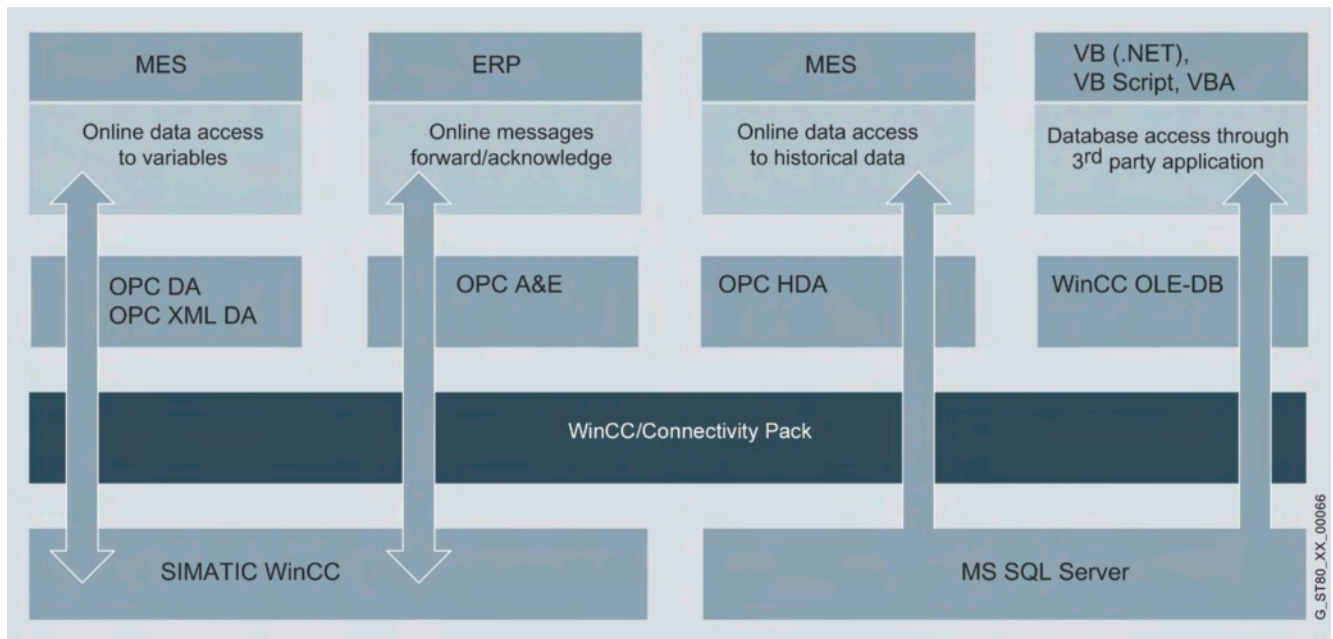 MES
Online data access
to variables
ERP
Online messages
forward/acknowledge
MES
Online data access
to historical data
VB (.NET),
VB Script, VBA
Database access through
3rd party application
OPC DA
OPC XML DA
OPC A&E
OPC HDA
WinCC OLE-DB
WinCC/Connectivity Pack
SIMATIC WinCC
MS SQL Server
G_ST80_XX_00066